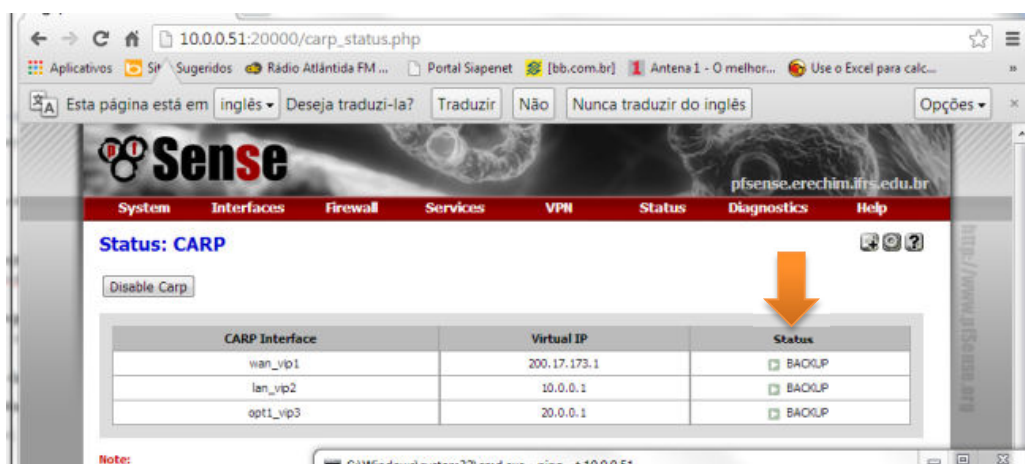 10.0.0.51:20000/carp_status.php
Aplicativos Sugeridos Rádio Atlântida FM ... Portal Siapenet [bb.com.br] Antena 1 - O melhor... Use o Excel para calc... »
Esta página está em inglês Deseja traduzi-la? Traduzir Não Nunca traduzir do inglês Opções ×
Sense
pfsense.erechim.ifrs.edu.br
System Interfaces Firewall Services VPN Status Diagnostics Help
Status: CARP
Disable Carp
CARP Interface Virtual IP Status
wan_vip1 200.17.173.1 BACKUP
lan_vip2 10.0.0.1 BACKUP
opt1_vip3 20.0.0.1 BACKUP
http://www.pfSense.org
Note: